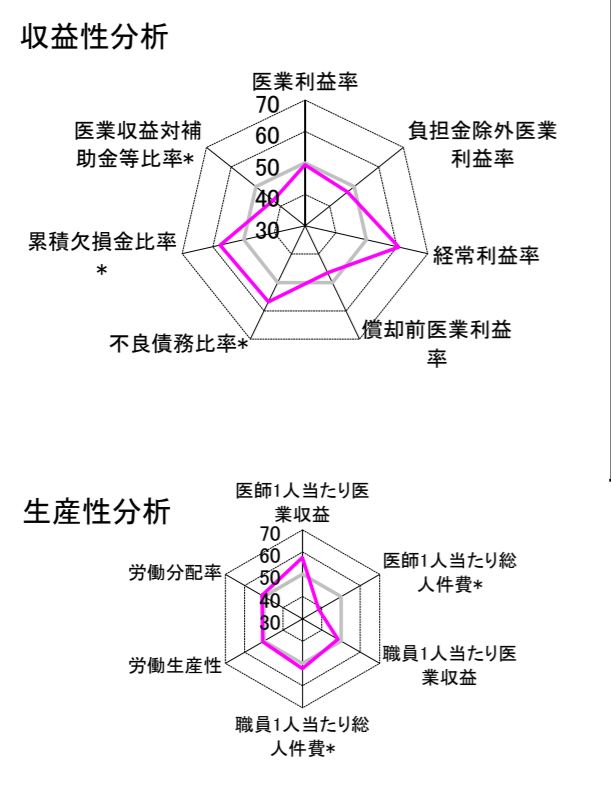 収益性分析
医業利益率
70
60
50
40
30
医業収益対補
助金等比率*
負担金除外医業
利益率
累積欠損金比率
*
経常利益率
不良債務比率*
償却前医業利益
率
生産性分析
医師1人当たり医
業収益
70
60
50
40
30
労働分配率
医師1人当たり総
人件費*
労働生産性
職員1人当たり医
業収益
職員1人当たり総
人件費*